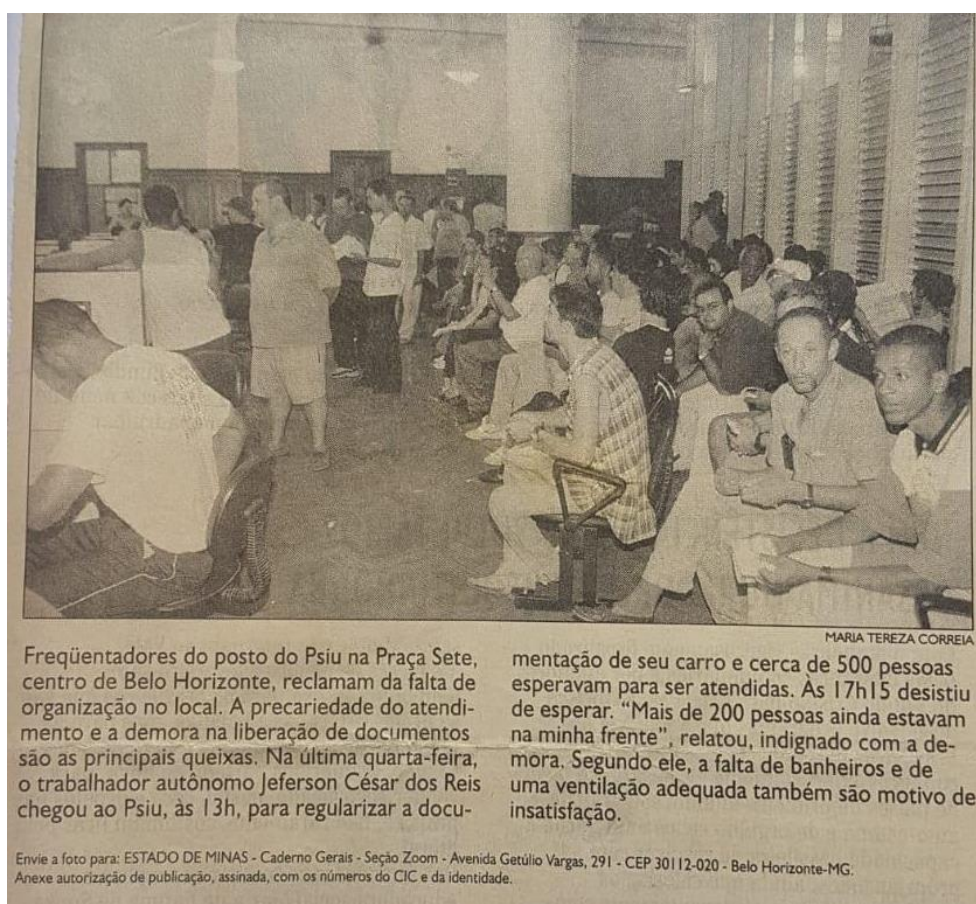 MARIA TEREZA CORREIA
Freqüentadores do posto do Psiu na Praça Sete,
centro de Belo Horizonte, reclamam da falta de
organização no local. A precariedade do atendi-
mento e a demora na liberação de documentos
são as principais queixas. Na última quarta-feira,
o trabalhador autônomo Jeferson César dos Reis
chegou ao Psiu, às 13h, para regularizar a docu-
mentação de seu carro e cerca de 500 pessoas
esperavam para ser atendidas. Às 17h15 desistiu
de esperar. “Mais de 200 pessoas ainda estavam
na minha frente”, relatou, indignado com a de-
mora. Segundo ele, a falta de banheiros e de
uma ventilação adequada também são motivo de
insatisfação.
Envie a foto para: ESTADO DE MINAS - Caderno Gerais - Seção Zoom - Avenida Getúlio Vargas, 291 - CEP 30112-020 - Belo Horizonte-MG.
Anexe autorização de publicação, assinada, com os números do CIC e da identidade.